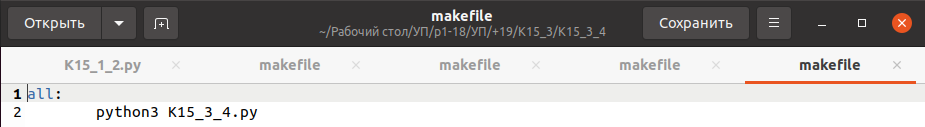 Открыть
makefile
~/Рабочий стол/УП/p1-18/УП/+19/K15_3/K15_3_4
Сохранить
K15_1_2.py
makefile
makefile
makefile
makefile
1 all:
2 python3 K15_3_4.py